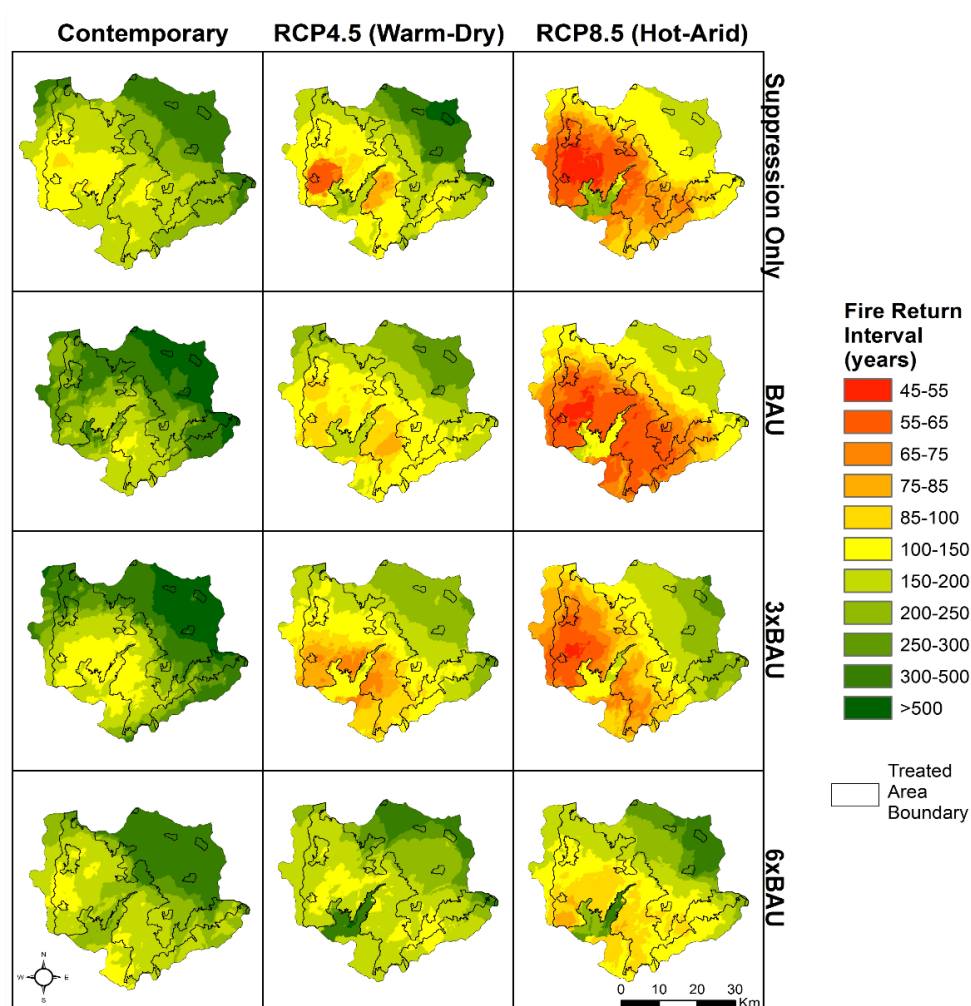 Contemporary
RCP4.5 (Warm-Dry)
RCP8.5 (Hot-Arid)
Suppression Only
BAU
3xBAU
6xBAU
Fire Return
Interval
(years)
45-55
55-65
65-75
75-85
85-100
100-150
150-200
200-250
250-300
300-500
>500
Treated
Area
Boundary
N
W
E
S
0 10 20 30
Km